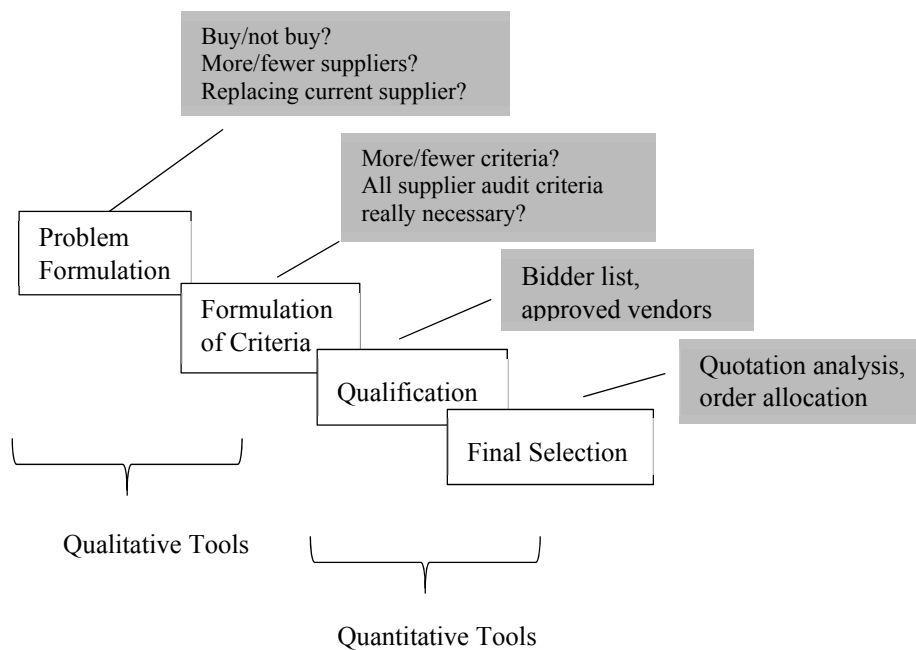 Buy/not buy?
More/fewer suppliers?
Replacing current supplier?
More/fewer criteria?
All supplier audit criteria
really necessary?
Problem
Formulation
Formulation
of Criteria
Bidder list,
approved vendors
Qualification
Quotation analysis,
order allocation
Final Selection
Qualitative Tools
Quantitative Tools